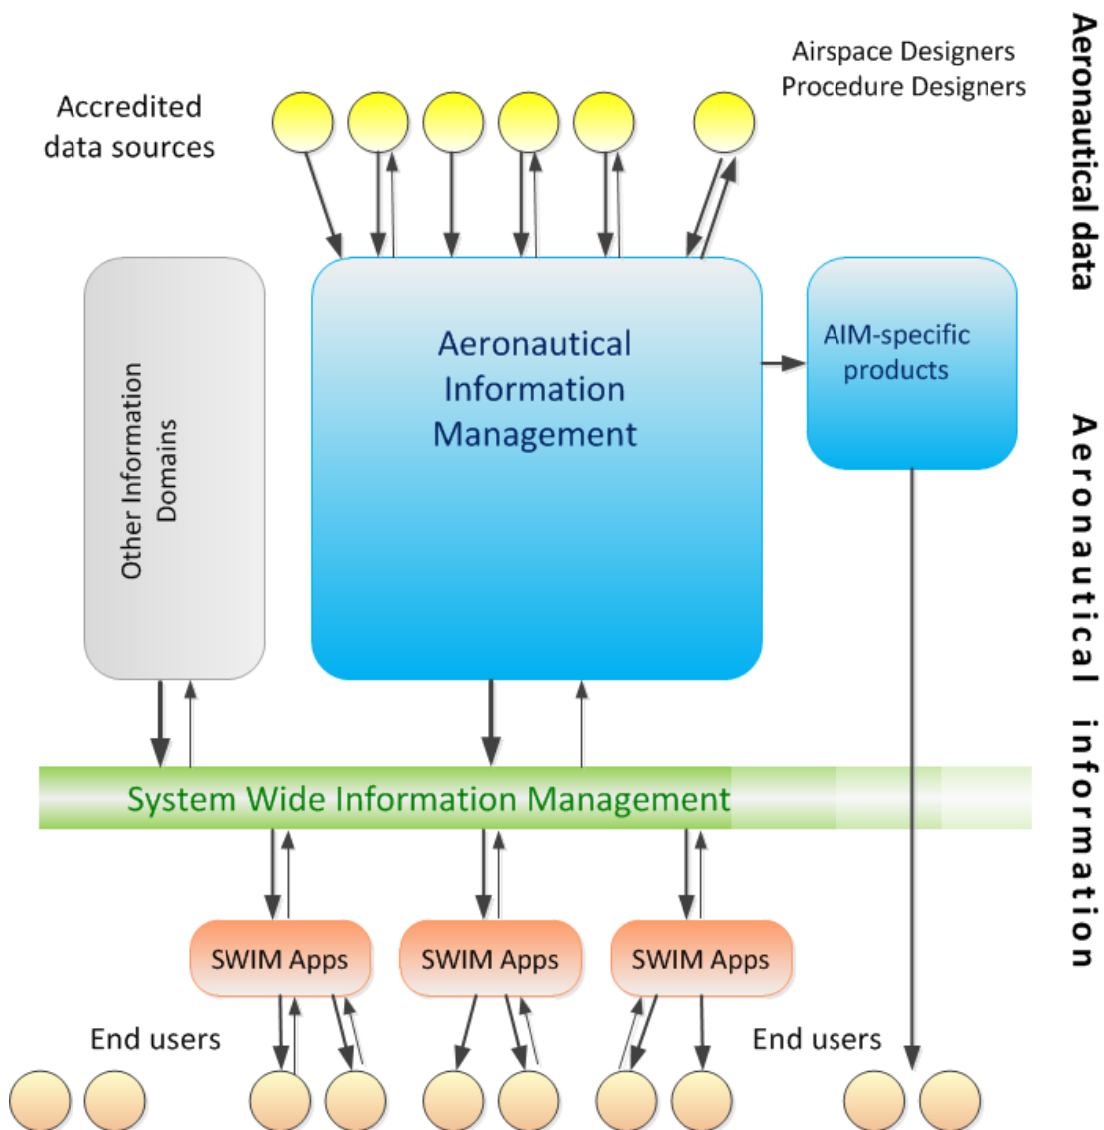 Airspace Designers
Procedure Designers
Accredited
data sources
Aeronautical data
Aeronautical
Information
Management
AIM-specific
products
Other Information
Domains
Aeronautical information
System Wide Information Management
SWIM Apps
SWIM Apps
SWIM Apps
End users
End users